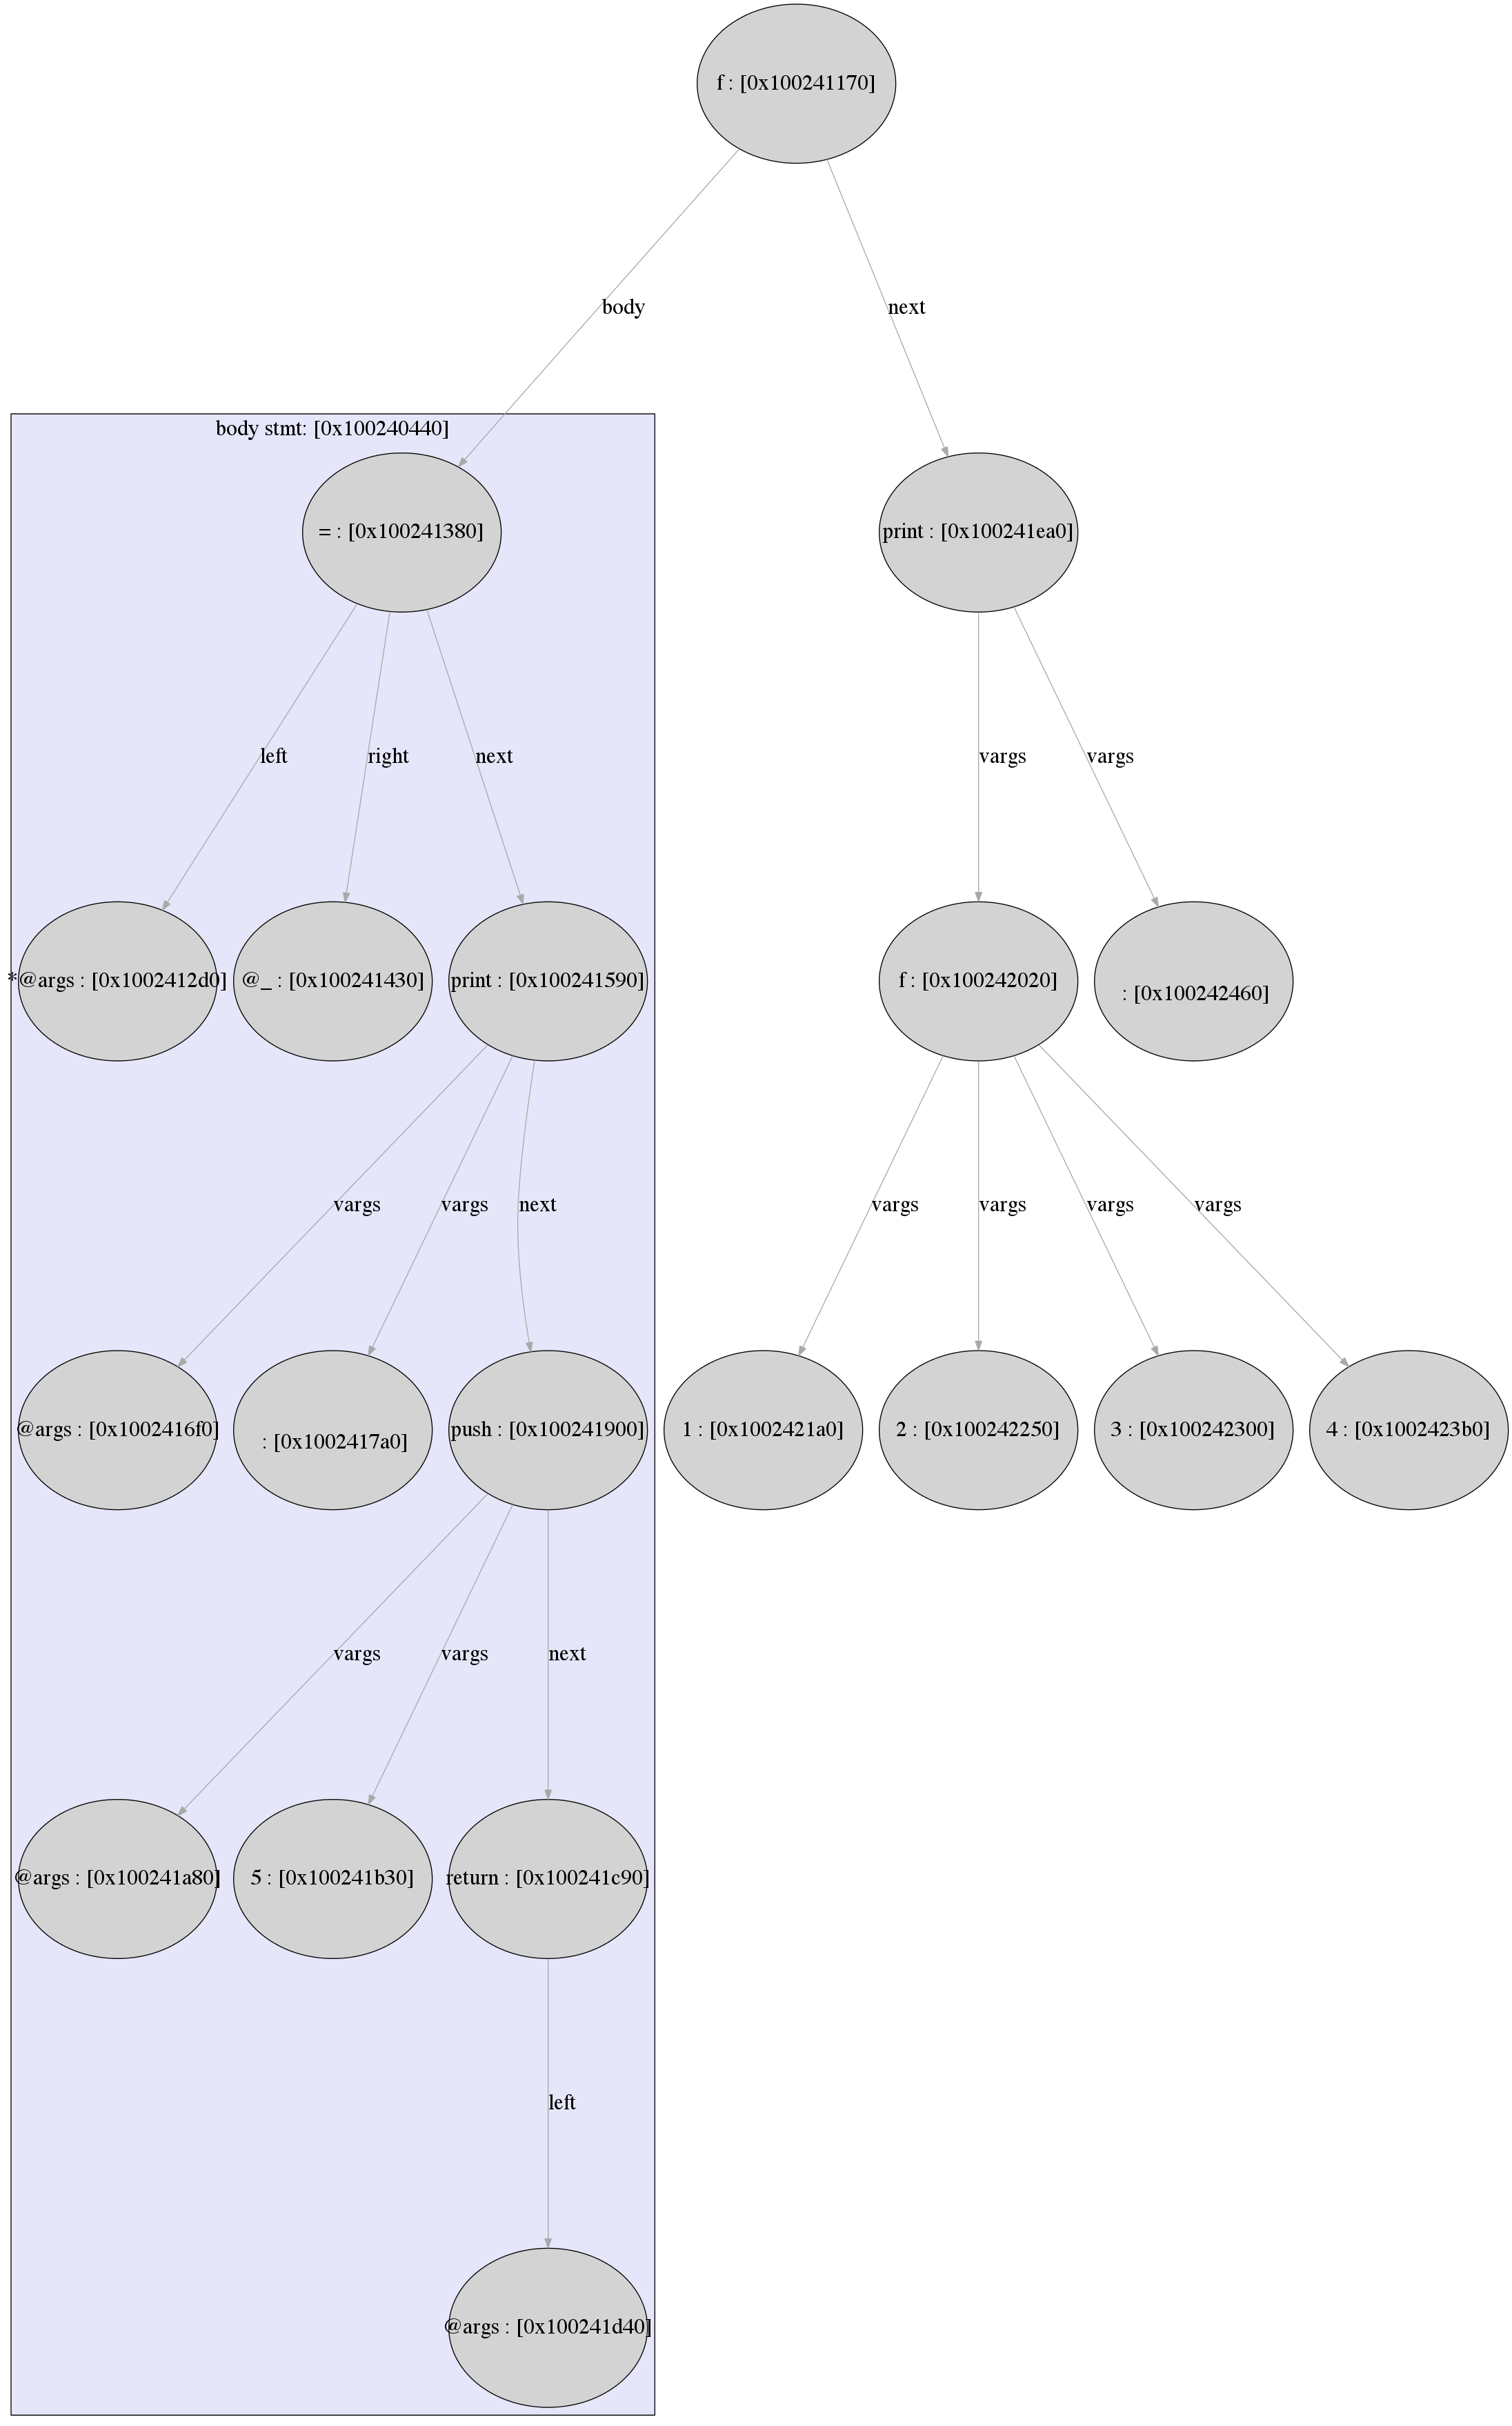 f : [0x100241170]
body
next
body stmt: [0x100240440]
= : [0x100241380]
print : [0x100241ea0]
left
right
next
vargs
vargs
*@args : [0x1002412d0]
@_ : [0x100241430]
print : [0x100241590]
f : [0x100242020]
: [0x100242460]
vargs
vargs
next
vargs
vargs
vargs
vargs
@args : [0x1002416f0]
: [0x1002417a0]
push : [0x100241900]
1 : [0x1002421a0]
2 : [0x100242250]
3 : [0x100242300]
4 : [0x1002423b0]
vargs
vargs
next
@args : [0x100241a80]
5 : [0x100241b30]
return : [0x100241c90]
left
@args : [0x100241d40]